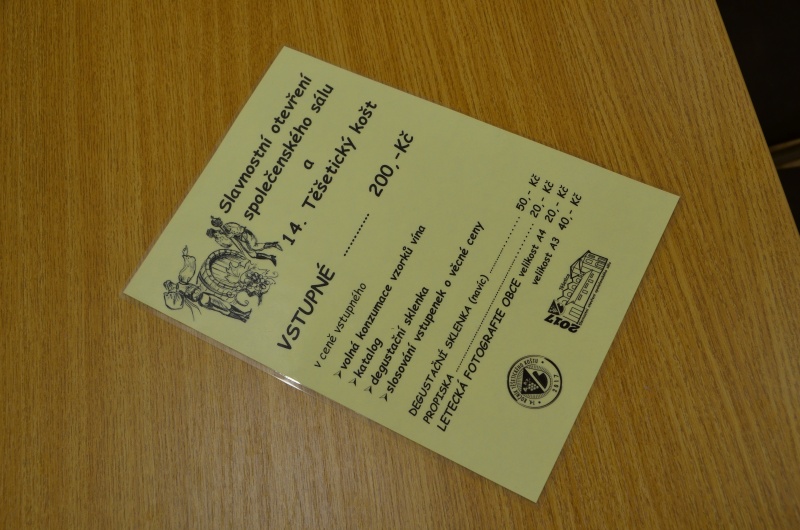 Slavnostní otevření
společenského sálu
a
14. Těšetický košt
VSTUPNÉ ............ 200,-Kč
v ceně vstupného
➢volná konzumace vzorků vína
➢katalog
➢degustační sklenka
➢slosování vstupenek o věcné ceny
DEGUSTAČNÍ SKLENKA (navíc) ............ 50,- Kč
PROPISKA ............ 20,- Kč
LETECKÁ FOTOGRAFIE OBCE velikost A4 20,- Kč
velikost A3 40,- Kč
2017